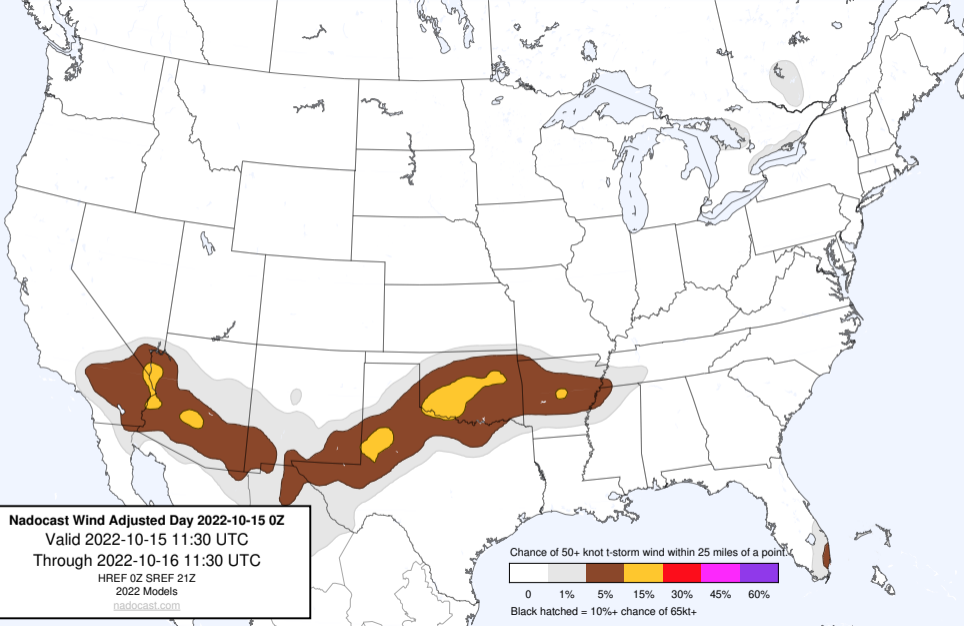 Nadocast Wind Adjusted Day 2022-10-15 0Z
Valid 2022-10-15 11:30 UTC
Through 2022-10-16 11:30 UTC
HREF 0Z SREF 21Z
2022 Models
nadocast.com
Chance of 50+ knot t-storm wind within 25 miles of a point.
0 1% 5% 15% 30% 45% 60%
Black hatched = 10%+ chance of 65kt+